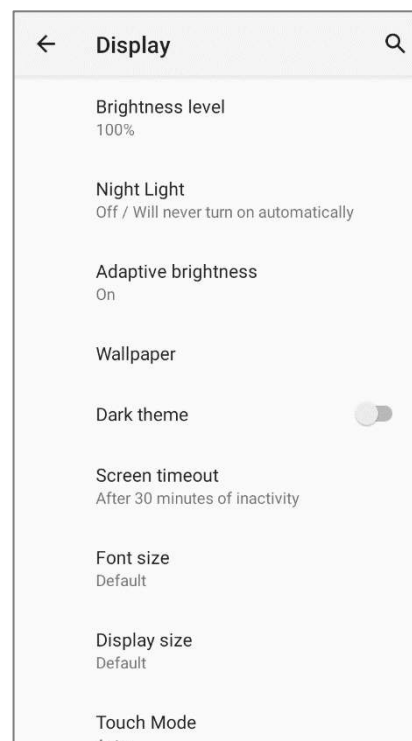 Display
Brightness level
100%
Night Light
Off / Will never turn on automatically
Adaptive brightness
On
Wallpaper
Dark theme
Screen timeout
After 30 minutes of inactivity
Font size
Default
Display size
Default
Touch Mode